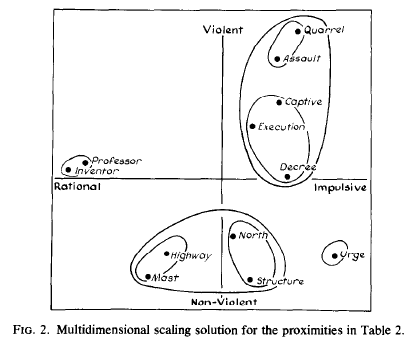 Violent
Quarrel
Assault
Captive
Execution
Professor
Inventor
Decree
Rational
Impulsive
North
Highway
Urge
Mast
Structure
Non-Violent
FIG. 2. Multidimensional scaling solution for the proximities in Table 2.